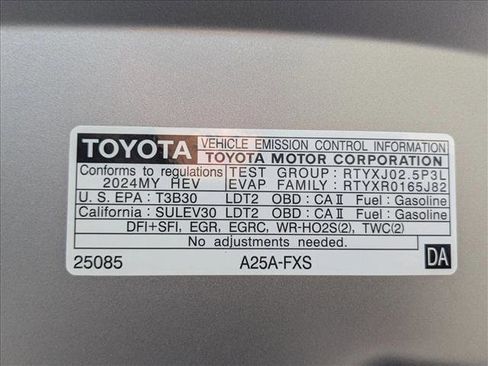 TOYOTA VEHICLE EMISSION CONTROL INFORMATION
TOYOTA MOTOR CORPORATION
Conforms to regulations TEST GROUP : RTYXJ02.5P3L
2024MY HEV EVAP FAMILY : RTYXR0165J82
U. S. EPA : T3B30 LDT2 OBD : CA II Fuel : Gasoline
California : SULEV30 LDT2 OBD : CA II Fuel : Gasoline
DFI+SFI, EGR, EGRC, WR-HO2S(2), TWC(2)
No adjustments needed.
25085 A25A-FXS DA